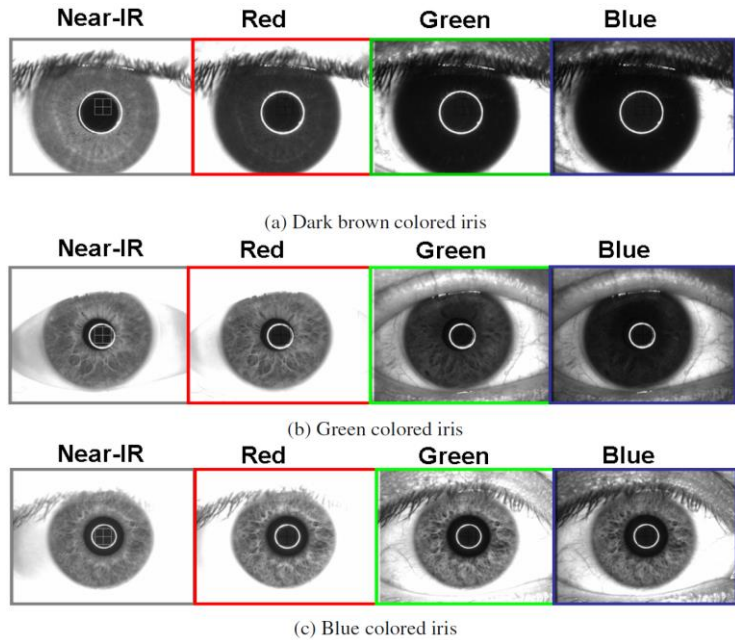 Near-IR Red Green Blue
(a) Dark brown colored iris
Near-IR Red Green Blue
(b) Green colored iris
Near-IR Red Green Blue
(c) Blue colored iris